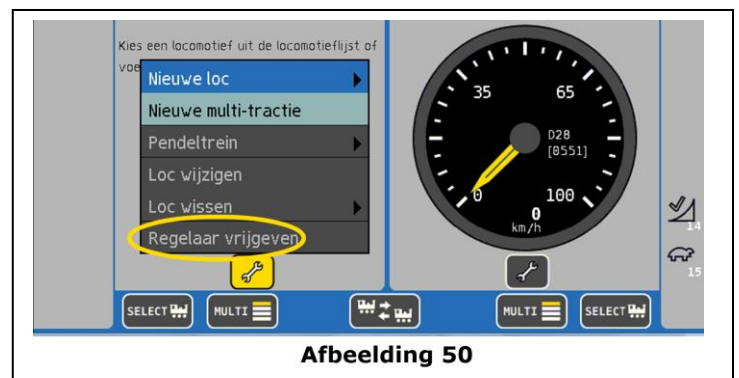 Kies een locomotief uit de locomotieflijst of
voe
Nieuwe loc
Nieuwe multi-tractie
Pendeltrein
Loc wijzigen
Loc wissen
Regelaar vrijgeven
SELECT
MULTI
35
65
D28
[0551]
0
100
0
km/h
14
15
MULTI
SELECT
Afbeelding 50